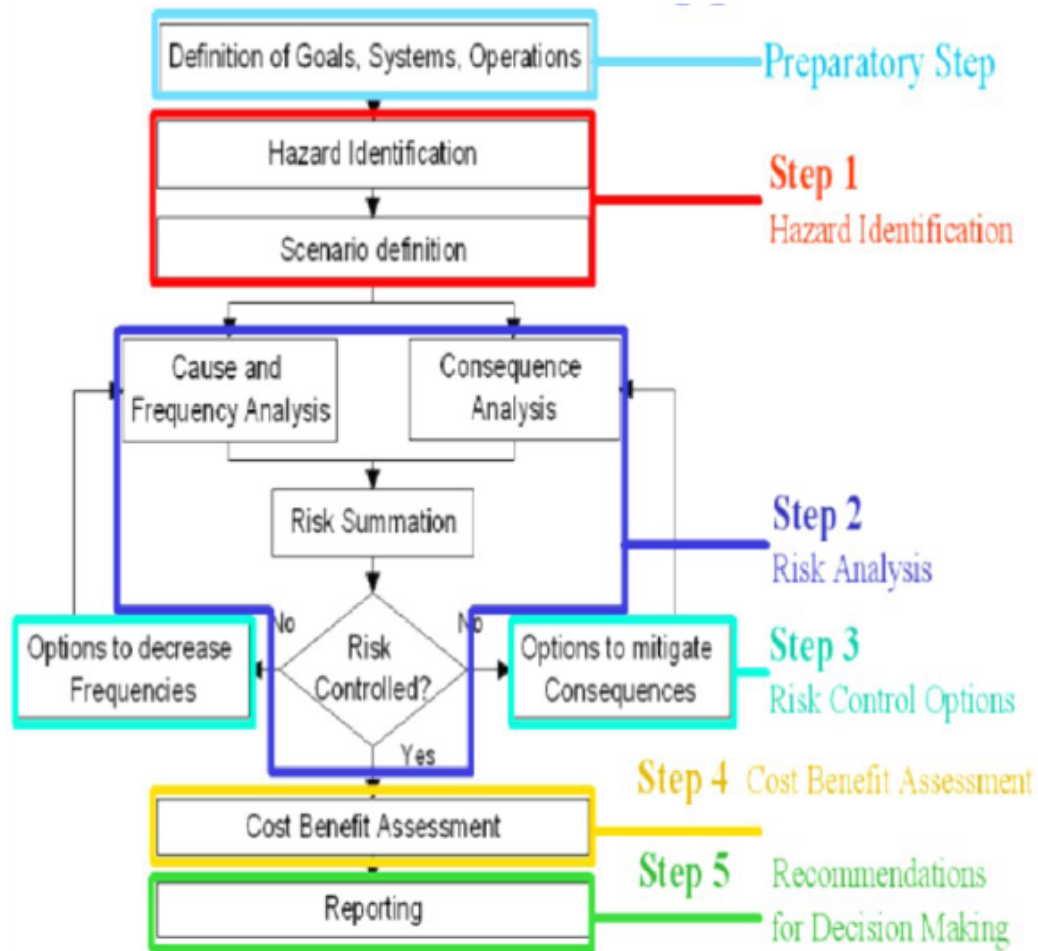 Definition of Goals, Systems, Operations
Preparatory Step
Hazard Identification
Step 1
Hazard Identification
Scenario definition
Cause and
Frequency Analysis
Consequence
Analysis
Risk Summation
Step 2
Risk Analysis
No
No
Options to decrease
Frequencies
Risk
Controlled?
Options to mitigate
Consequences
Step 3
Risk Control Options
Yes
Step 4 Cost Benefit Assessment
Cost Benefit Assessment
Step 5 Recommendations
for Decision Making
Reporting